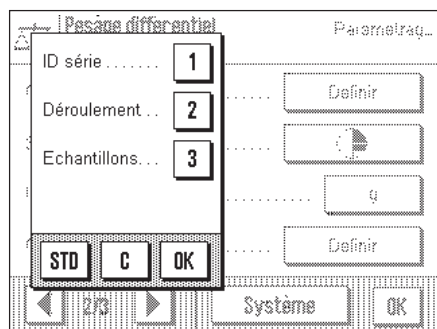 Pesage différentiel
Paramétrag...
ID série ....... 1
Déroulement .. 2
Echantillons... 3
Définir
g
Définir
STD C OK
2/3 Système OK